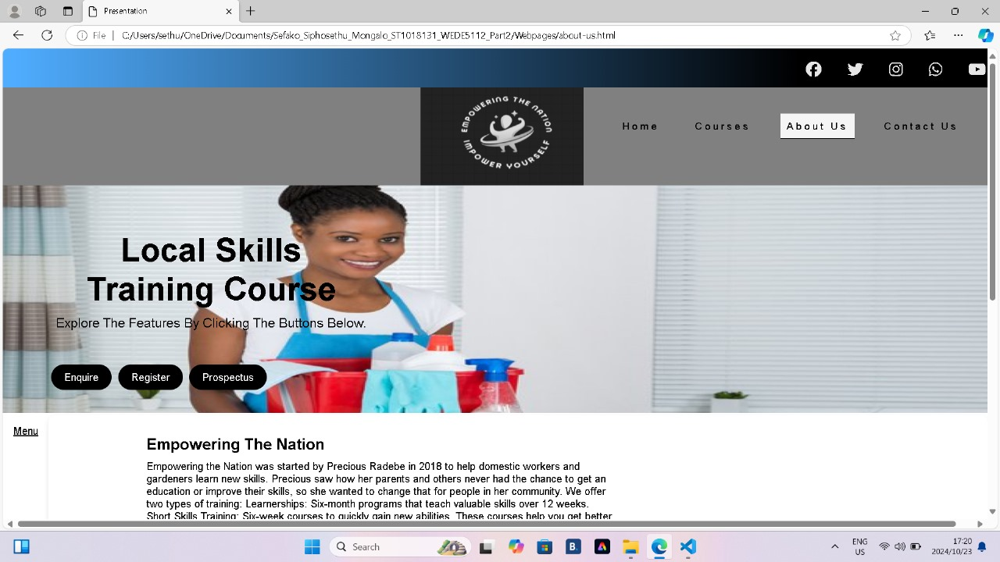 Presentation
File | C:/Users/sethu/OneDrive/Documents/Sefako_Siphosethu_Mongalo_ST1018131_WEDE5112_Part2/Webpages/about-us.html
EMPOWERING THE NATION
IMPOWER YOURSELF
Home Courses About Us Contact Us
Local Skills
Training Course
Explore The Features By Clicking The Buttons Below.
Enquire Register Prospectus
Menu
Empowering The Nation
Empowering the Nation was started by Precious Radebe in 2018 to help domestic workers and
gardeners learn new skills. Precious saw how her parents and others never had the chance to get an
education or improve their skills, so she wanted to change that for people in her community. We offer
two types of training: Learnerships: Six-month programs that teach valuable skills over 12 weeks.
Short Skills Training: Six-week courses to quickly gain new abilities. These courses help you get better
Search
B.
ENG
US
17:20
2024/10/23